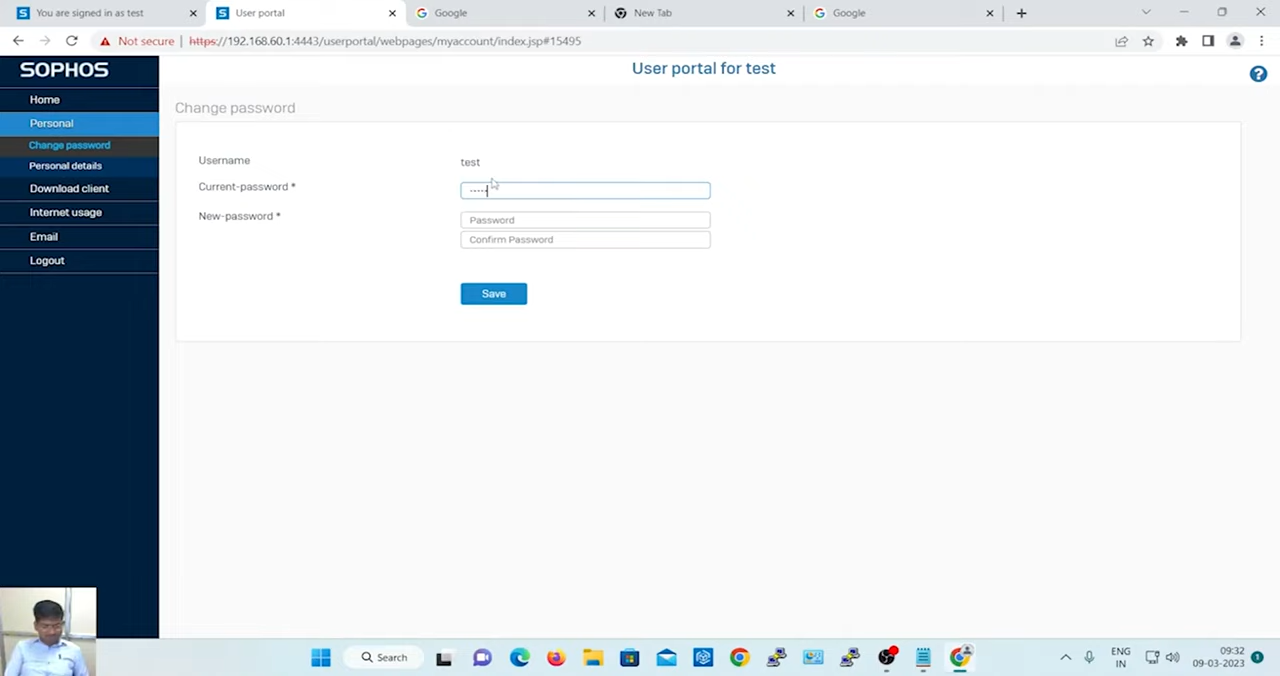 You are signed in as test
User portal
Google
New Tab
Google
Not secure | https://192.168.60.1:4443/userportal/webpages/myaccount/index.jsp#15495
SOPHOS
User portal for test
Home
Personal
Change password
Personal details
Download client
Internet usage
Email
Logout
Change password
Username
test
Current-password *
New-password *
Password
Confirm Password
Save
Search
ENG
IN
09:32
09-03-2023
1